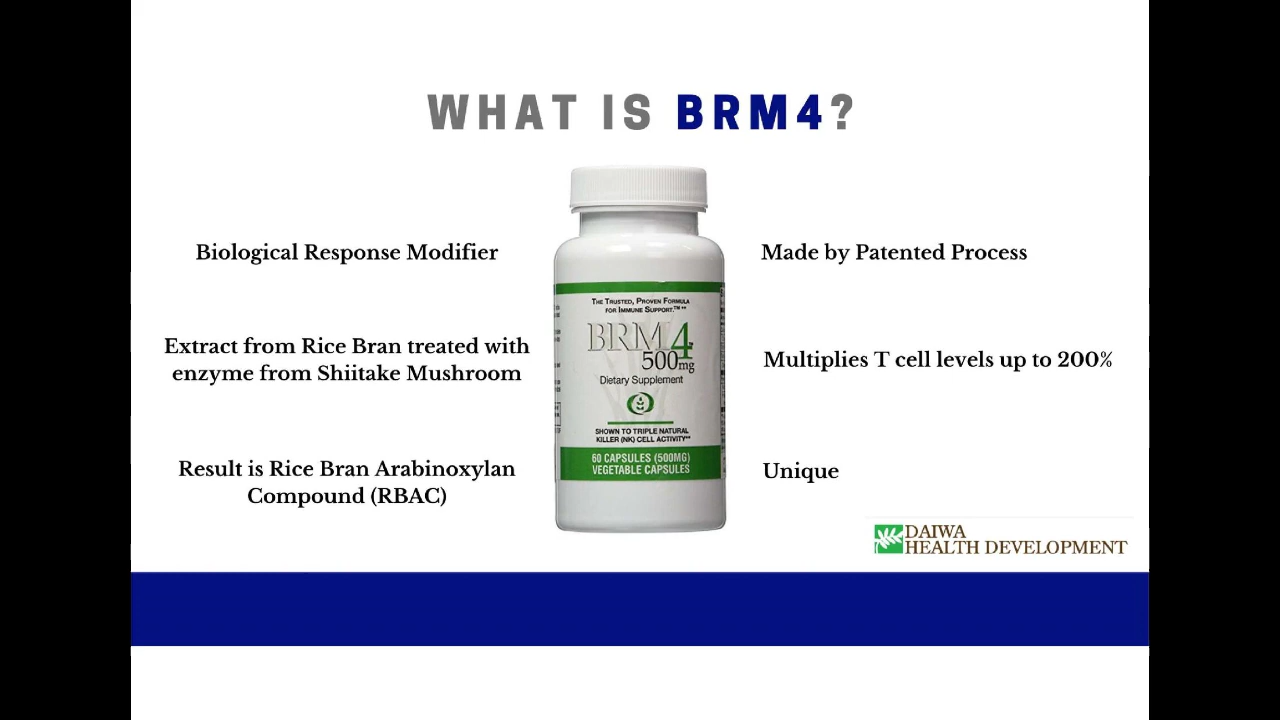 WHAT IS BRM4?
Biological Response Modifier
Extract from Rice Bran treated with
enzyme from Shiitake Mushroom
Result is Rice Bran Arabinoxylan
Compound (RBAC)
THE TRUSTED, PROVEN FORMULA
FOR IMMUNE SUPPORT.™ **
BRM4™
500mg
Dietary Supplement
SHOWN TO TRIPLE NATURAL
KILLER (NK) CELL ACTIVITY**
60 CAPSULES (500MG)
VEGETABLE CAPSULES
Made by Patented Process
Multiplies T cell levels up to 200%
Unique
DAIWA
HEALTH DEVELOPMENT